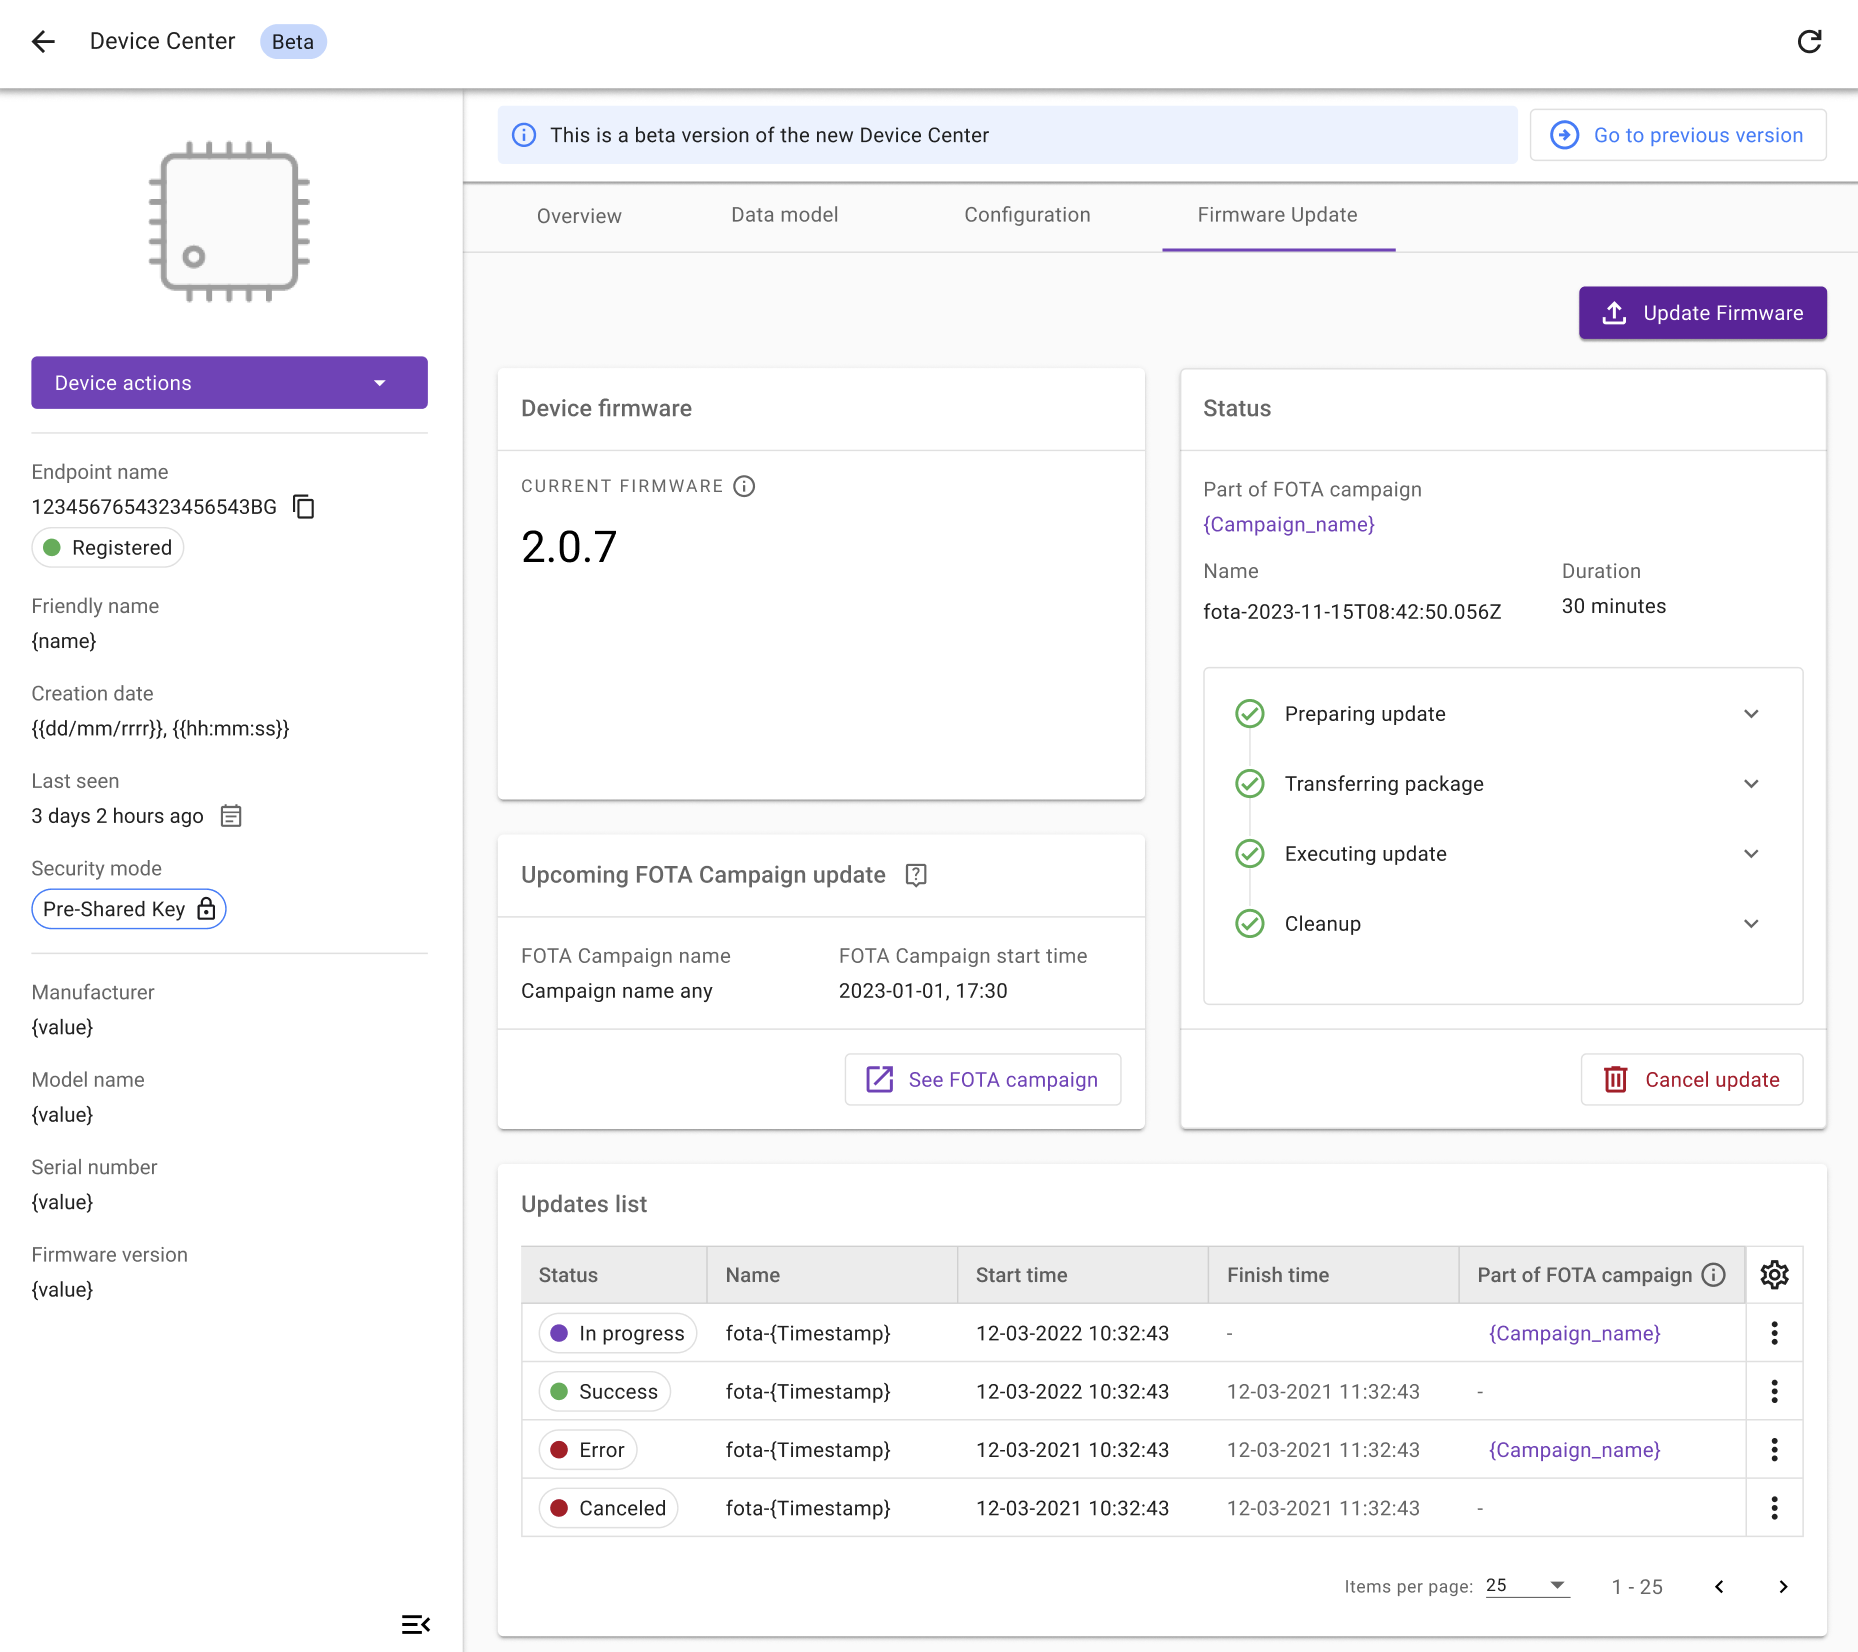 Device Center
Beta
This is a beta version of the new Device Center
Go to previous version
Device actions
Endpoint name
1234567654323456543BG
Registered
Friendly name
{name}
Creation date
{{dd/mm/rrrr}}, {{hh:mm:ss}}
Last seen
3 days 2 hours ago
Security mode
Pre-Shared Key
Manufacturer
{value}
Model name
{value}
Serial number
{value}
Firmware version
{value}
Overview
Data model
Configuration
Firmware Update
Update Firmware
Device firmware
CURRENT FIRMWARE
2.0.7
Upcoming FOTA Campaign update
FOTA Campaign name
Campaign name any
FOTA Campaign start time
2023-01-01, 17:30
See FOTA campaign
Status
Part of FOTA campaign
{Campaign_name}
Name
fota-2023-11-15T08:42:50.056Z
Duration
30 minutes
Preparing update
Transferring package
Executing update
Cleanup
Cancel update
Updates list
Status Name Start time Finish time Part of FOTA campaign
In progress fota-{Timestamp} 12-03-2022 10:32:43 - {Campaign_name}
Success fota-{Timestamp} 12-03-2022 10:32:43 12-03-2021 11:32:43 -
Error fota-{Timestamp} 12-03-2021 10:32:43 12-03-2021 11:32:43 {Campaign_name}
Canceled fota-{Timestamp} 12-03-2021 10:32:43 12-03-2021 11:32:43 -
Items per page: 25 1 - 25